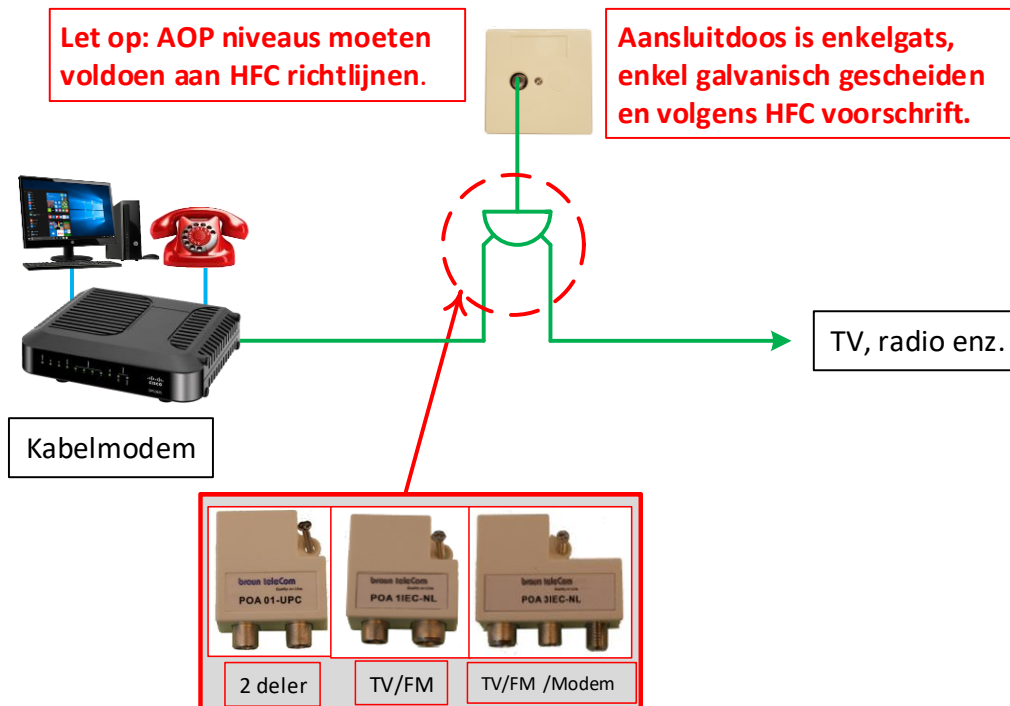 Let op: AOP niveaus moeten
voldoen aan HFC richtlijnen.
Aansluitdoos is enkelgats,
enkel galvanisch gescheiden
en volgens HFC voorschrift.
TV, radio enz.
cisco
Kabelmodem
braun teleCom
POA 01-UPC
braun teleCom
POA 1IEC-NL
braun teleCom
POA 3IEC-NL
2 deler
TV/FM
TV/FM /Modem